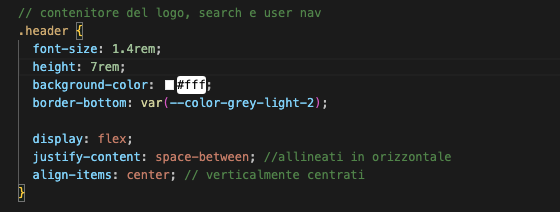 // contenitore del logo, search e user nav
.header {
font-size: 1.4rem;
height: 7rem;
background-color: #fff;
border-bottom: var(--color-grey-light-2);
display: flex;
justify-content: space-between; //allineati in orizzontale
align-items: center; // verticalmente centrati
}